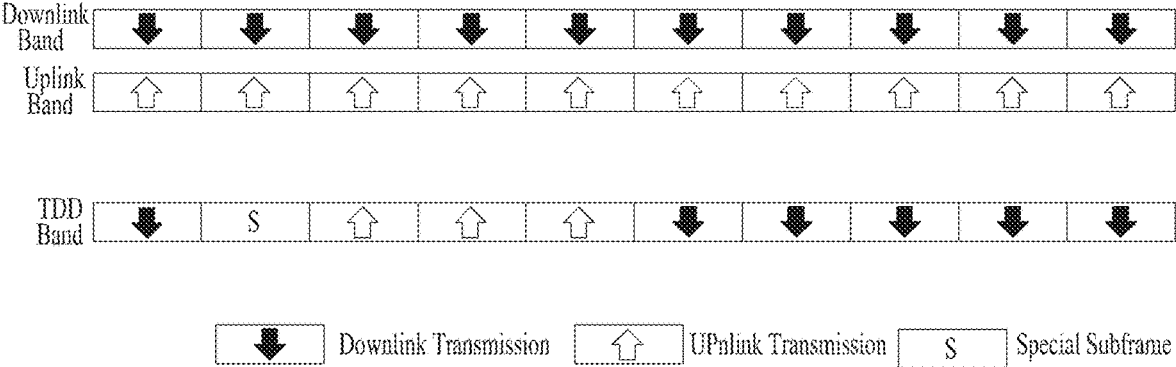 Downlink
Band
Uplink
Band
TDD
Band
S
Downlink Transmission
UPnlink Transmission
S
Special Subframe